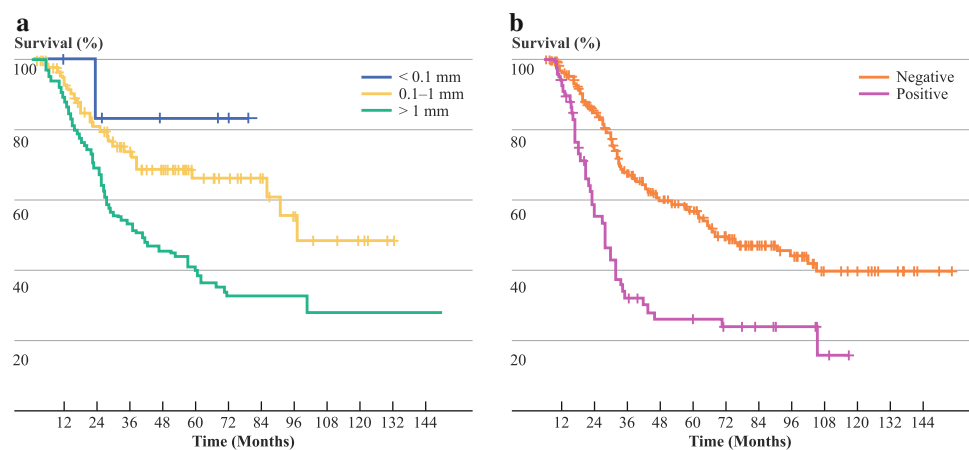 a
Survival (%)
100
80
60
40
20
< 0.1 mm
0.1–1 mm
> 1 mm
12 24 36 48 60 72 84 96 108 120 132 144
Time (Months)
b
Survival (%)
100
80
60
40
20
Negative
Positive
12 24 36 48 60 72 84 96 108 120 132 144
Time (Months)